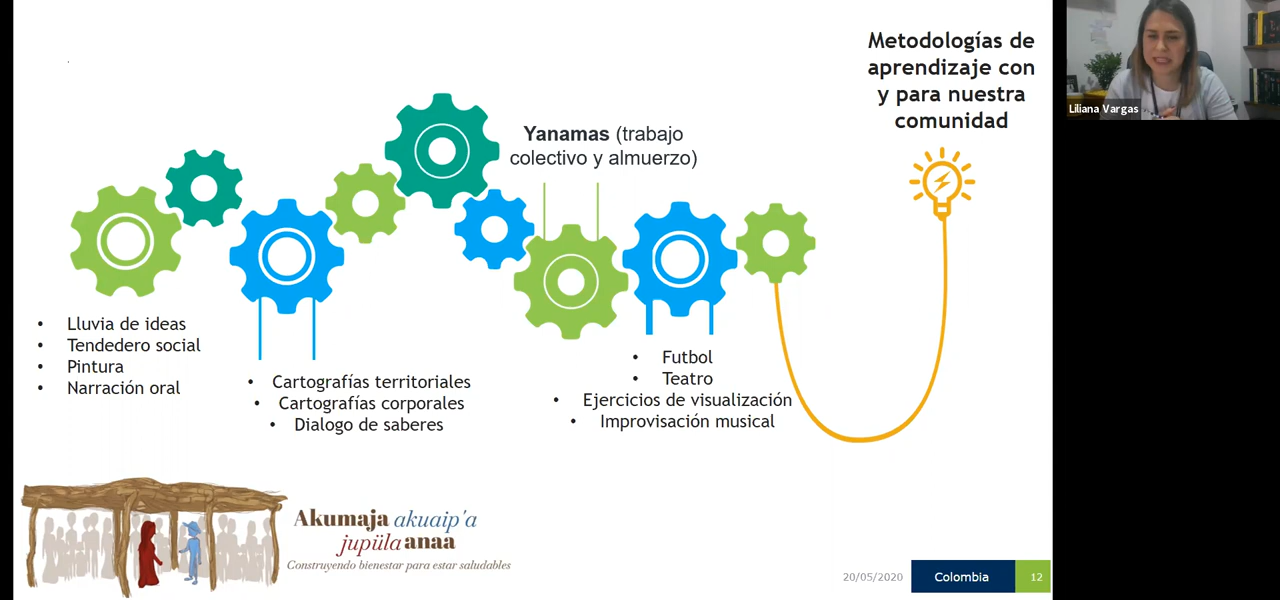 Metodologías de
aprendizaje con
y para nuestra
comunidad
Liliana Vargas
Yanamas (trabajo
colectivo y almuerzo)
• Lluvia de ideas
• Tendedero social
• Pintura
• Narración oral
• Cartografías territoriales
• Cartografías corporales
• Dialogo de saberes
• Futbol
• Teatro
• Ejercicios de visualización
• Improvisación musical
Akumaja akuaip'a
jupüla anaa
Construyendo bienestar para estar saludables
20/05/2020
Colombia
12